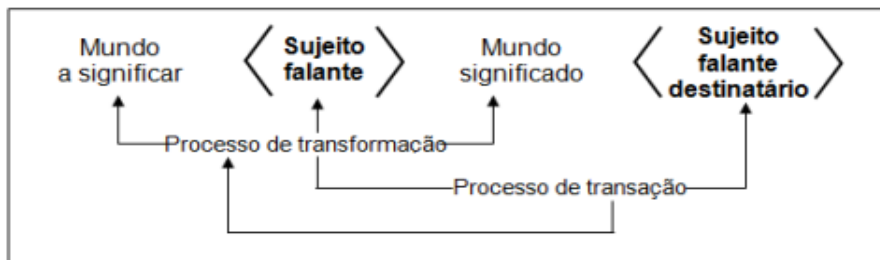 Mundo
a significar
Sujeito
falante
Mundo
significado
Sujeito
falante
destinatário
Processo de transformação
Processo de transação